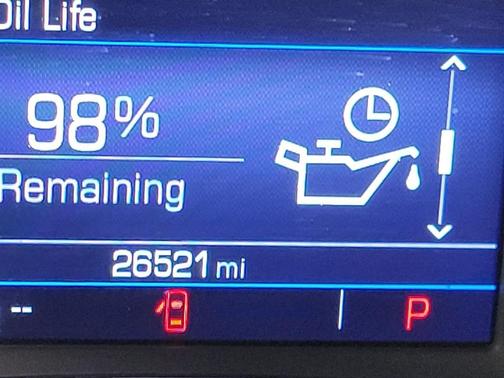 Oil Life
98%
Remaining
26521 mi
-- P